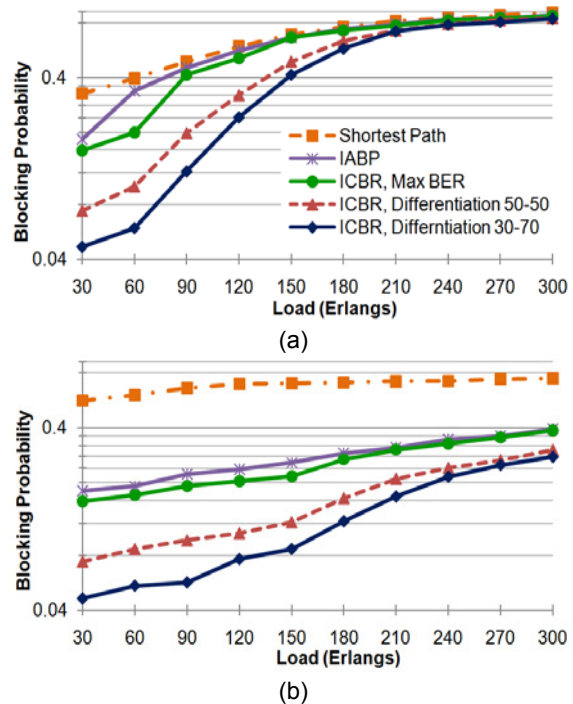 Blocking Probability
0.4
0.04
Shortest Path
IABP
ICBR, Max BER
ICBR, Differentiation 50-50
ICBR, Differntiation 30-70
30 60 90 120 150 180 210 240 270 300
Load (Erlangs)
(a)
Blocking Probability
0.4
0.04
30 60 90 120 150 180 210 240 270 300
Load (Erlangs)
(b)